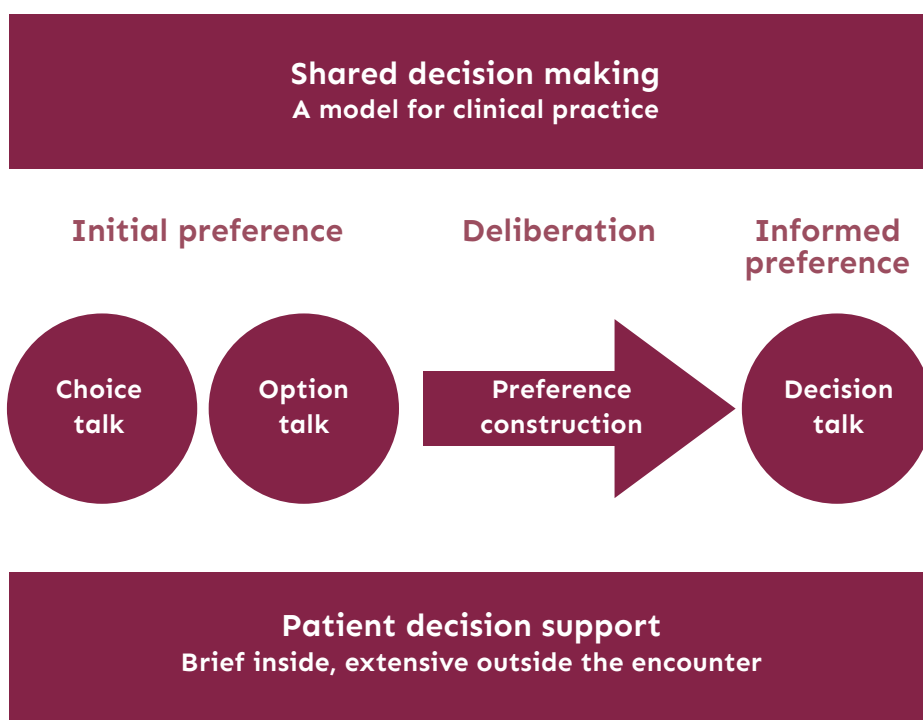 Shared decision making
A model for clinical practice
Initial preference
Deliberation
Informed
preference
Choice
talk
Option
talk
Preference
construction
Decision
talk
Patient decision support
Brief inside, extensive outside the encounter